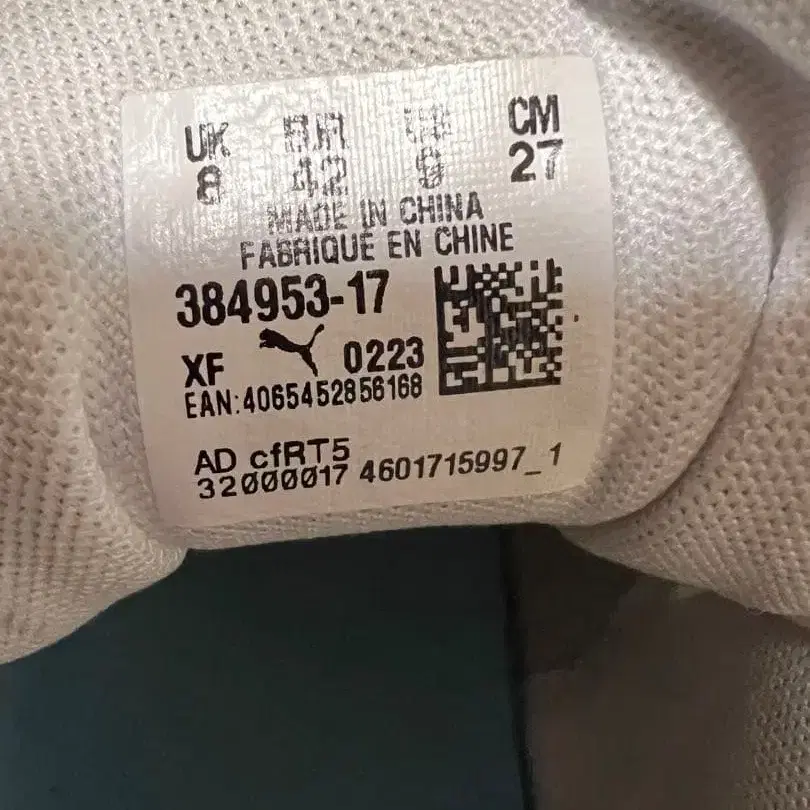 UK EUR US CM
8 42 9 27
MADE IN CHINA
FABRIQUÉ EN CHINE
384953-17
XF 0223
EAN:4065452856168
AD cfRT5
32000017 4601715997_1